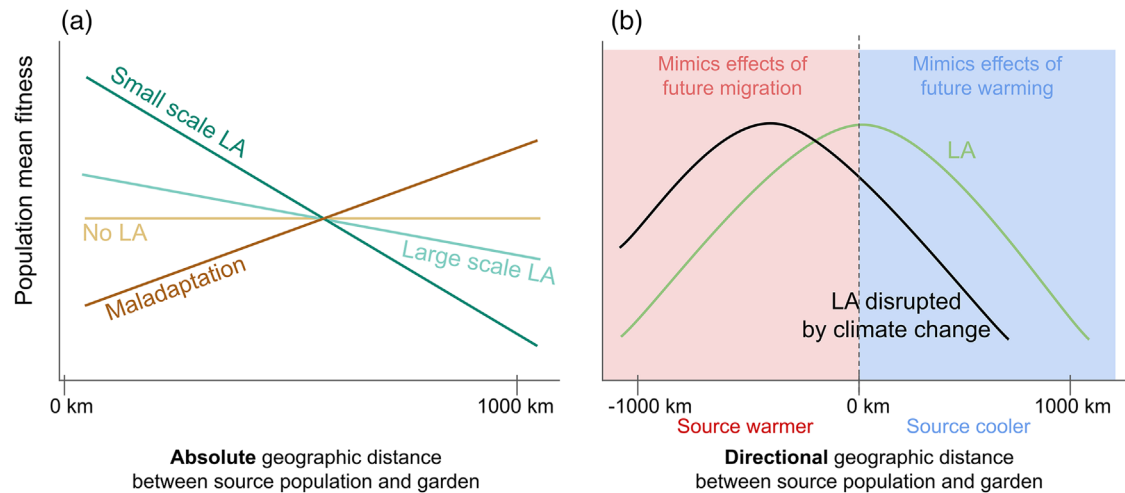 (a)
Population mean fitness
Small scale LA
No LA
Large scale LA
Maladaptation
0 km
1000 km
Absolute geographic distance
between source population and garden
(b)
Mimics effects of
future migration
Mimics effects of
future warming
LA
LA disrupted
by climate change
-1000 km
0 km
1000 km
Source warmer
Source cooler
Directional geographic distance
between source population and garden